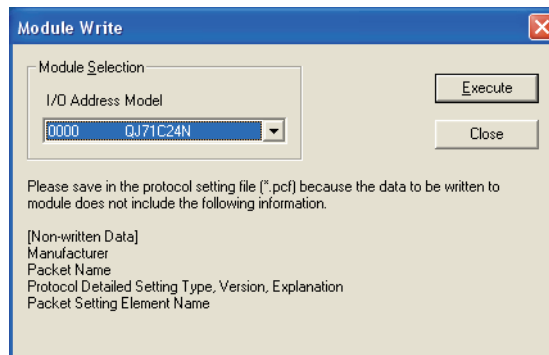 Module Write
Module Selection
I/O Address Model
0000 QJ71C24N
Execute
Close
Please save in the protocol setting file (*.pcf) because the data to be written to
module does not include the following information.
[Non-written Data]
Manufacturer
Packet Name
Protocol Detailed Setting Type, Version, Explanation
Packet Setting Element Name